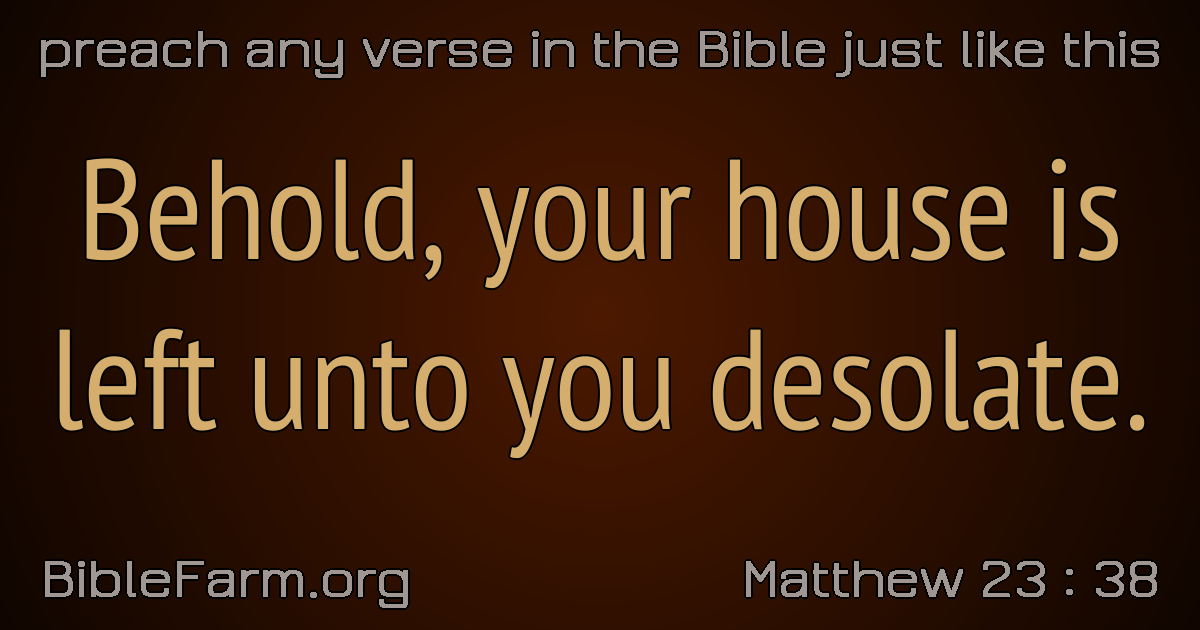 preach any verse in the Bible just like this
Behold, your house is
left unto you desolate.
BibleFarm.org
Matthew 23 : 38